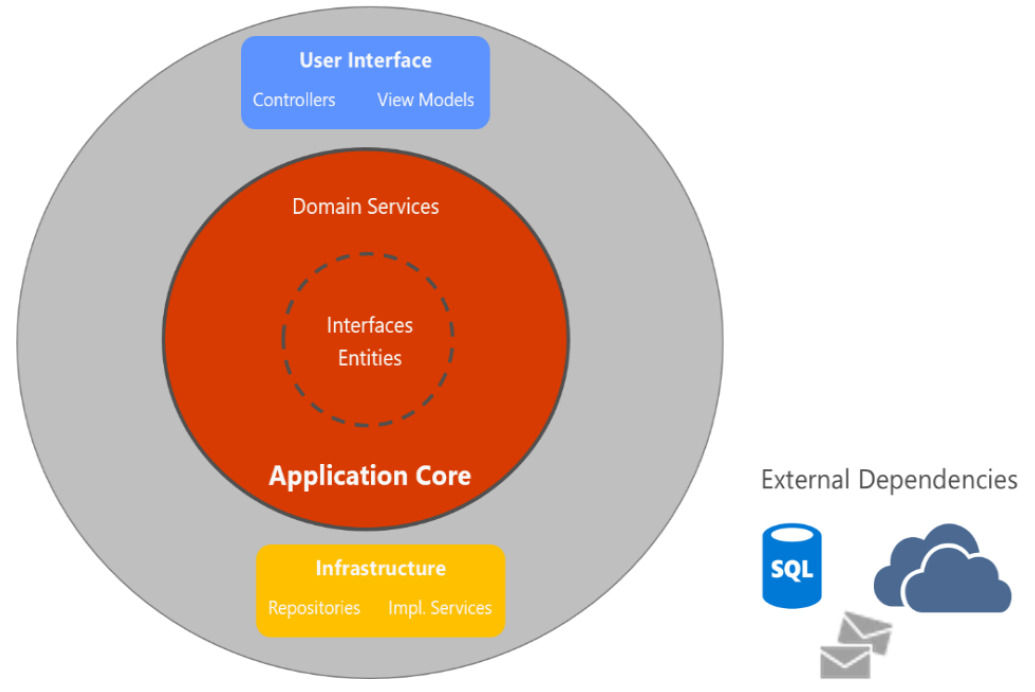 User Interface
Controllers View Models
Domain Services
Interfaces
Entities
Application Core
External Dependencies
SQL
Infrastructure
Repositories Impl. Services